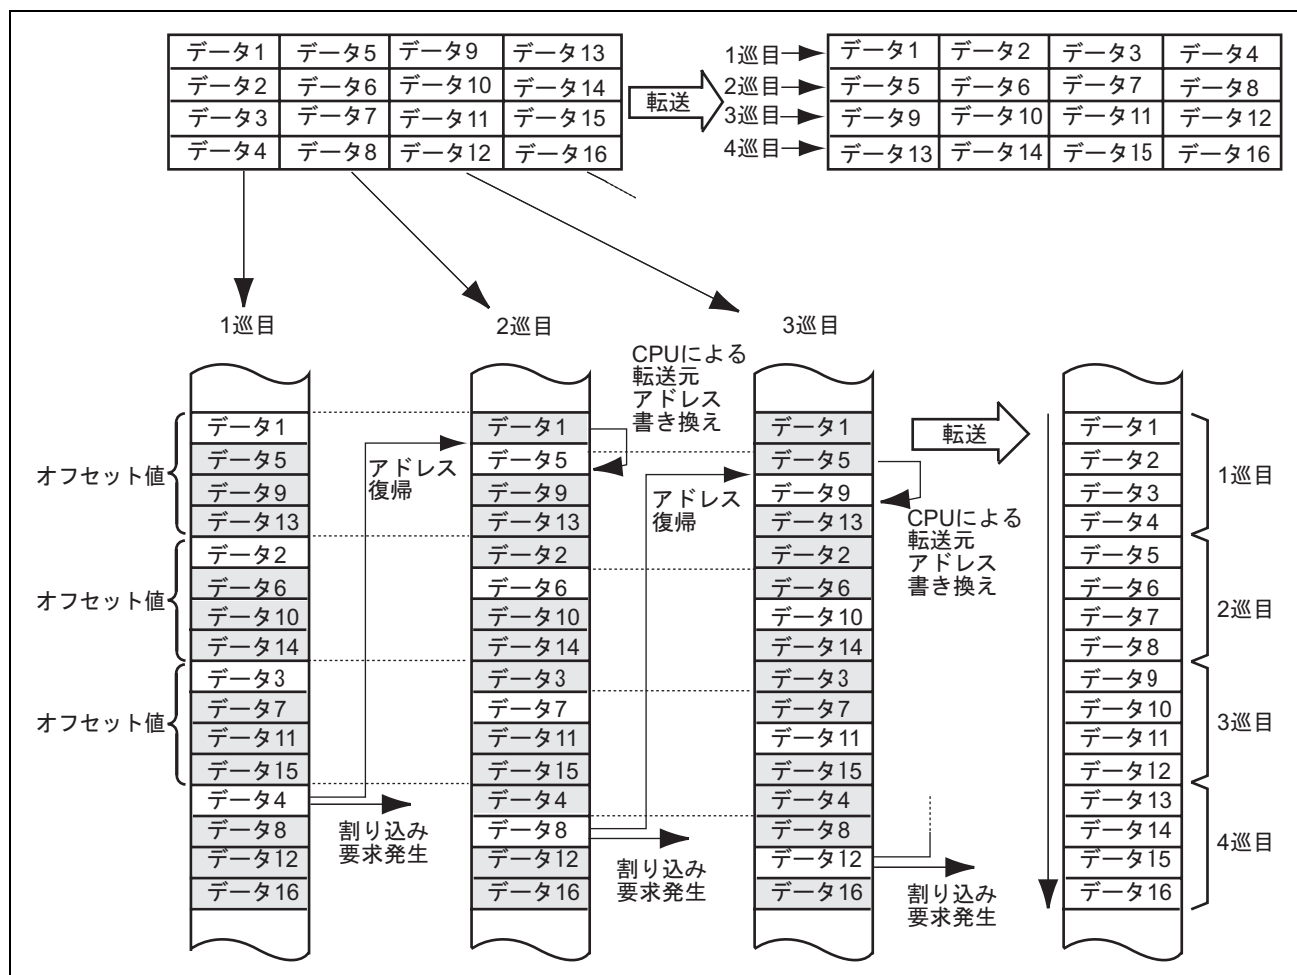 データ1 データ5 データ9 データ13
データ2 データ6 データ10 データ14
データ3 データ7 データ11 データ15
データ4 データ8 データ12 データ16
転送
1巡目 データ1 データ2 データ3 データ4
2巡目 データ5 データ6 データ7 データ8
3巡目 データ9 データ10 データ11 データ12
4巡目 データ13 データ14 データ15 データ16
1巡目
オフセット値
オフセット値
オフセット値
データ1
データ5
データ9
データ13
データ2
データ6
データ10
データ14
データ3
データ7
データ11
データ15
データ4
データ8
データ12
データ16
アドレス
復帰
割り込み
要求発生
2巡目
CPUによる
転送元
アドレス
書き換え
データ1
データ5
データ9
データ13
データ2
データ6
データ10
データ14
データ3
データ7
データ11
データ15
データ4
データ8
データ12
データ16
アドレス
復帰
割り込み
要求発生
3巡目
データ1
データ5
データ9
データ13
データ2
データ6
データ10
データ14
データ3
データ7
データ11
データ15
データ4
データ8
データ12
データ16
転送
CPUによる
転送元
アドレス
書き換え
割り込み
要求発生
データ1
データ2
データ3
データ4
データ5
データ6
データ7
データ8
データ9
データ10
データ11
データ12
データ13
データ14
データ15
データ16
1巡目
2巡目
3巡目
4巡目